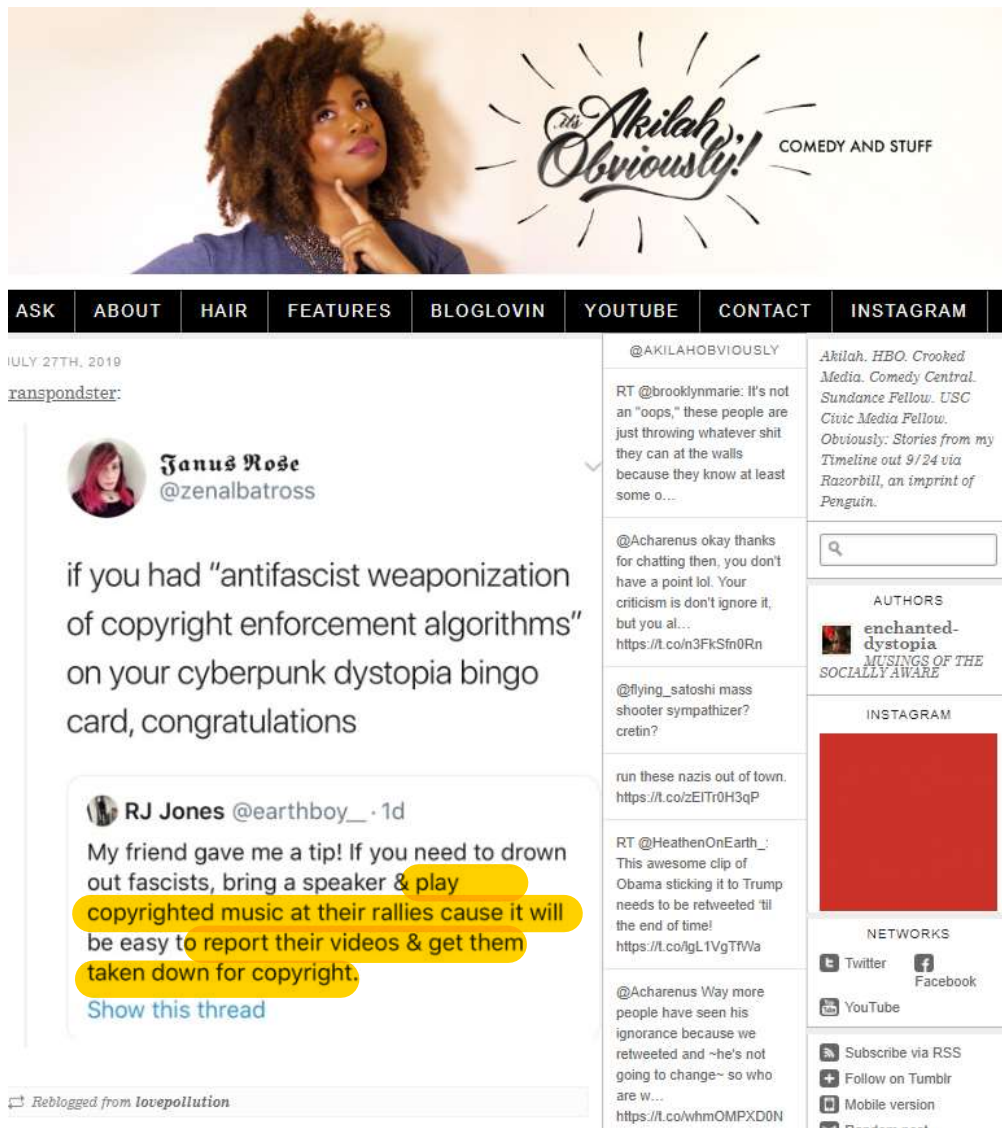 it's Akilah,
Obviously!
COMEDY AND STUFF
ASK
ABOUT
HAIR
FEATURES
BLOGLOVIN
YOUTUBE
CONTACT
INSTAGRAM
JULY 27TH, 2019
ranspondster:
Janus Rose
@zenalbatross
if you had "antifascist weaponization
of copyright enforcement algorithms"
on your cyberpunk dystopia bingo
card, congratulations
RJ Jones @earthboy__ · 1d
My friend gave me a tip! If you need to drown
out fascists, bring a speaker & play
copyrighted music at their rallies cause it will
be easy to report their videos & get them
taken down for copyright.
Show this thread
Reblogged from lovepollution
@AKILAHOBVIOUSLY
RT @brooklynmarie: It's not
an "oops," these people are
just throwing whatever shit
they can at the walls
because they know at least
some o...
@Acharenus okay thanks
for chatting then, you don't
have a point lol. Your
criticism is don't ignore it,
but you al...
https://t.co/n3FkSfn0Rn
@flying_satoshi mass
shooter sympathizer?
cretin?
run these nazis out of town.
https://t.co/zEITr0H3qP
RT @HeathenOnEarth_:
This awesome clip of
Obama sticking it to Trump
needs to be retweeted 'til
the end of time!
https://t.co/lgL1VgTfWa
@Acharenus Way more
people have seen his
ignorance because we
retweeted and ~he's not
going to change~ so who
are w...
https://t.co/whmOMPXD0N
Akilah. HBO. Crooked
Media. Comedy Central.
Sundance Fellow. USC
Civic Media Fellow.
Obviously: Stories from my
Timeline out 9/24 via
Razorbill, an imprint of
Penguin.
AUTHORS
enchanted-
dystopia
MUSINGS OF THE
SOCIALLY AWARE
INSTAGRAM
NETWORKS
Twitter
Facebook
YouTube
Subscribe via RSS
Follow on Tumblr
Mobile version